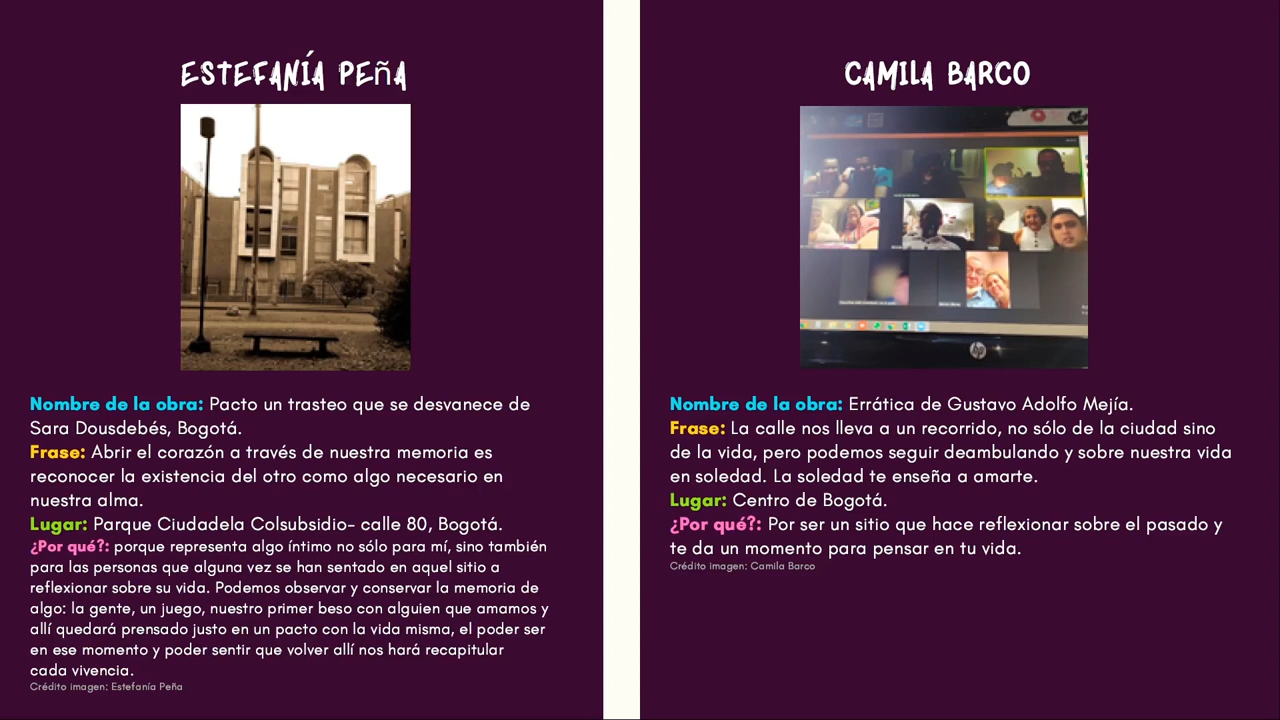 ESTEFANÍA PEñA
Nombre de la obra: Pacto un trasteo que se desvanece de
Sara Dousdebés, Bogotá.
Frase: Abrir el corazón a través de nuestra memoria es
reconocer la existencia del otro como algo necesario en
nuestra alma.
Lugar: Parque Ciudadela Colsubsidio- calle 80, Bogotá.
¿Por qué?: porque representa algo íntimo no sólo para mí, sino también
para las personas que alguna vez se han sentado en aquel sitio a
reflexionar sobre su vida. Podemos observar y conservar la memoria de
algo: la gente, un juego, nuestro primer beso con alguien que amamos y
allí quedará prensado justo en un pacto con la vida misma, el poder ser
en ese momento y poder sentir que volver allí nos hará recapitular
cada vivencia.
Crédito imagen: Estefanía Peña
CAMILA BARCO
hp
Nombre de la obra: Errática de Gustavo Adolfo Mejía.
Frase: La calle nos lleva a un recorrido, no sólo de la ciudad sino
de la vida, pero podemos seguir deambulando y sobre nuestra vida
en soledad. La soledad te enseña a amarte.
Lugar: Centro de Bogotá.
¿Por qué?: Por ser un sitio que hace reflexionar sobre el pasado y
te da un momento para pensar en tu vida.
Crédito imagen: Camila Barco